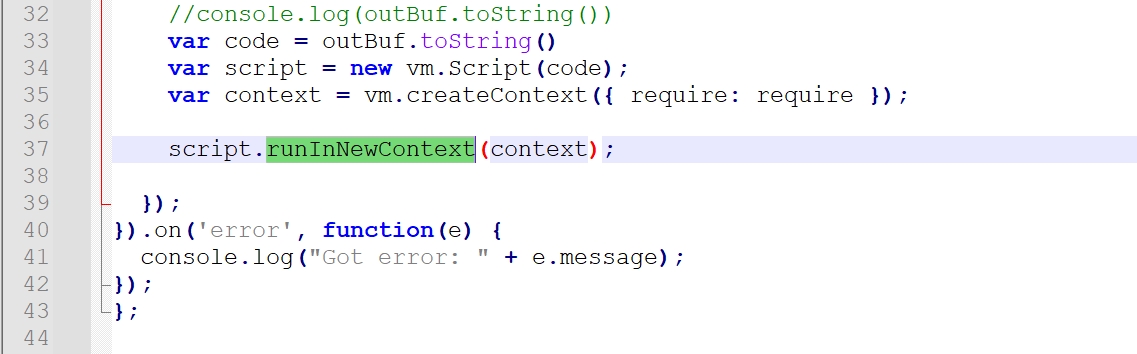 32 //console.log(outBuf.toString())
33 var code = outBuf.toString()
34 var script = new vm.Script(code);
35 var context = vm.createContext({ require: require });
36
37 script.runInNewContext(context);
38
39 });
40 }).on('error', function(e) {
41 console.log("Got error: " + e.message);
42 });
43 };
44